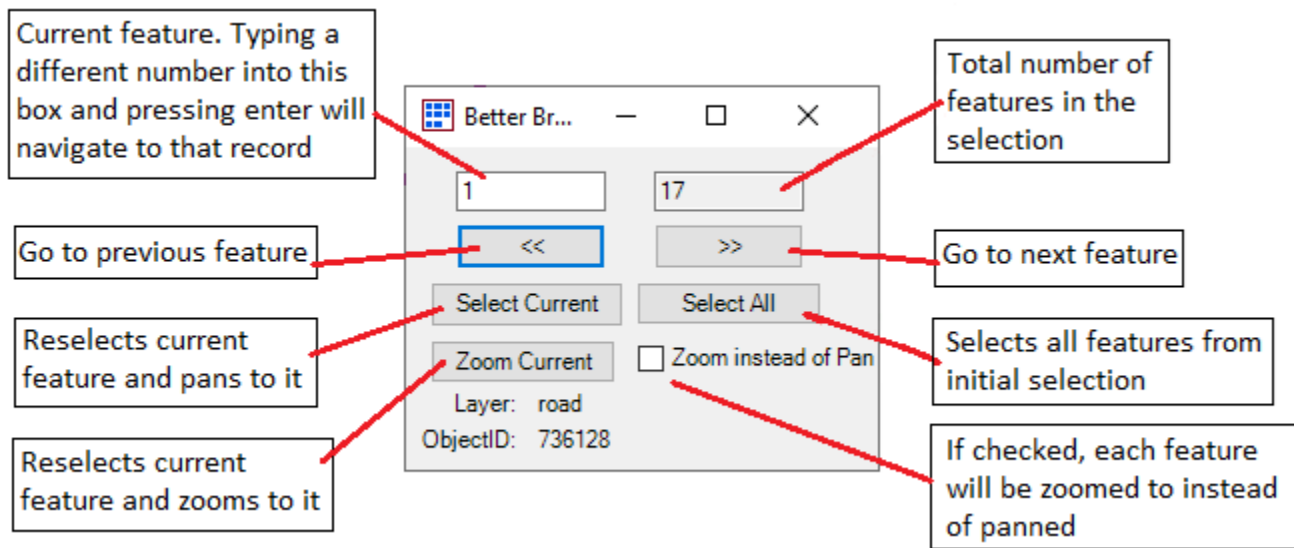 Current feature. Typing a
different number into this
box and pressing enter will
navigate to that record
Total number of
features in the
selection
Better Br...
1
17
Go to previous feature
<<
>>
Go to next feature
Select Current
Select All
Reselects current
feature and pans to it
Selects all features from
initial selection
Zoom Current
Zoom instead of Pan
Layer: road
ObjectID: 736128
Reselects current
feature and zooms to it
If checked, each feature
will be zoomed to instead
of panned